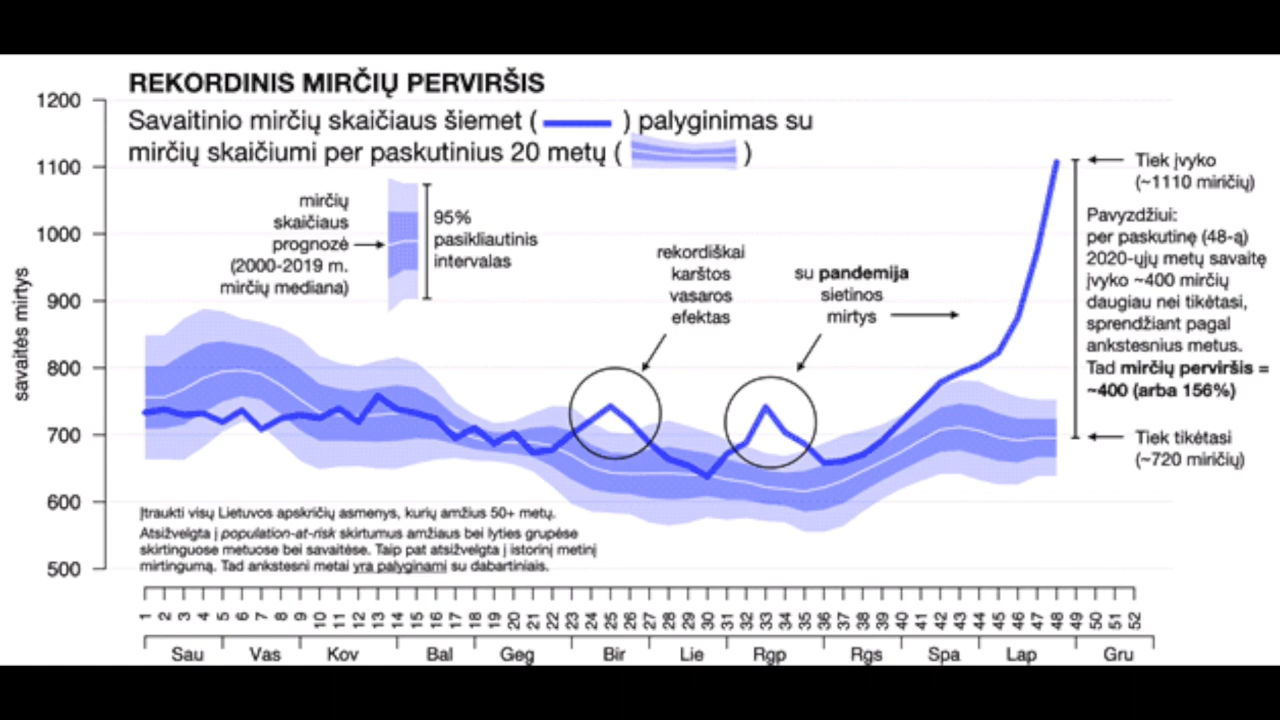 REKORDINIS MIRČIŲ PERVIRŠIS
Savaitinio mirčių skaičiaus šiemet ( ) palyginimas su
mirčių skaičiumi per paskutinius 20 metų ( )
1200
1100
1000
900
800
700
600
500
savaitės mirtys
mirčių
skaičiaus
prognozė
(2000-2019 m.
mirčių mediana)
95%
pasikliautinis
intervalas
rekordiškai
karštos
vasaros
efektas
su pandemija
sietinos
mirtys
Tiek įvyko
(~1110 miričių)
Pavyzdžiui:
per paskutinę (48-ą)
2020-ųjų metų savaitę
įvyko ~400 mirčių
daugiau nei tikėtasi,
sprendžiant pagal
ankstesnius metus.
Tad mirčių perviršis =
~400 (arba 156%)
Tiek tikėtasi
(~720 miričių)
Įtraukti visų Lietuvos apskričių asmenys, kurių amžius 50+ metų.
Atsižvelgta į population-at-risk skirtumus amžiaus bei lyties grupėse
skirtinguose metuose bei savaitėse. Taip pat atsižvelgta į istorinį metinį
mirtingumą. Tad ankstesni metai yra palyginami su dabartiniais.
1 2 3 4 5 6 7 8 9 10 11 12 13 14 15 16 17 18 19 20 21 22 23 24 25 26 27 28 29 30 31 32 33 34 35 36 37 38 39 40 41 42 43 44 45 46 47 48 49 50 51 52
Sau Vas Kov Bal Geg Bir Lie Rgp Rgs Spa Lap Gru